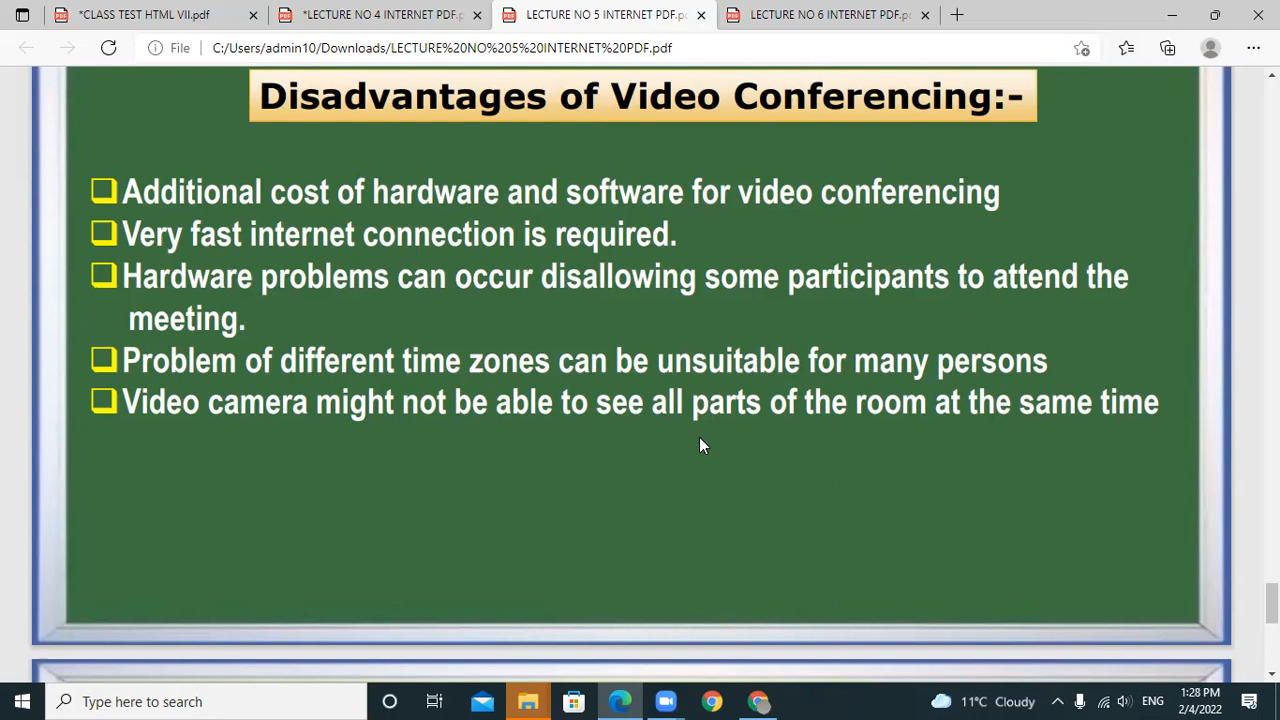 *CLASS TEST HTML VII.pdf
*LECTURE NO 4 INTERNET PDF.p
LECTURE NO 5 INTERNET PDF.pd
LECTURE NO 6 INTERNET PDF.pd
File
C:/Users/admin10/Downloads/LECTURE%20NO%205%20INTERNET%20PDF.pdf
Disadvantages of Video Conferencing:-
Additional cost of hardware and software for video conferencing
Very fast internet connection is required.
Hardware problems can occur disallowing some participants to attend the
meeting.
Problem of different time zones can be unsuitable for many persons
Video camera might not be able to see all parts of the room at the same time
Type here to search
11°C Cloudy
ENG
1:28 PM
2/4/2022